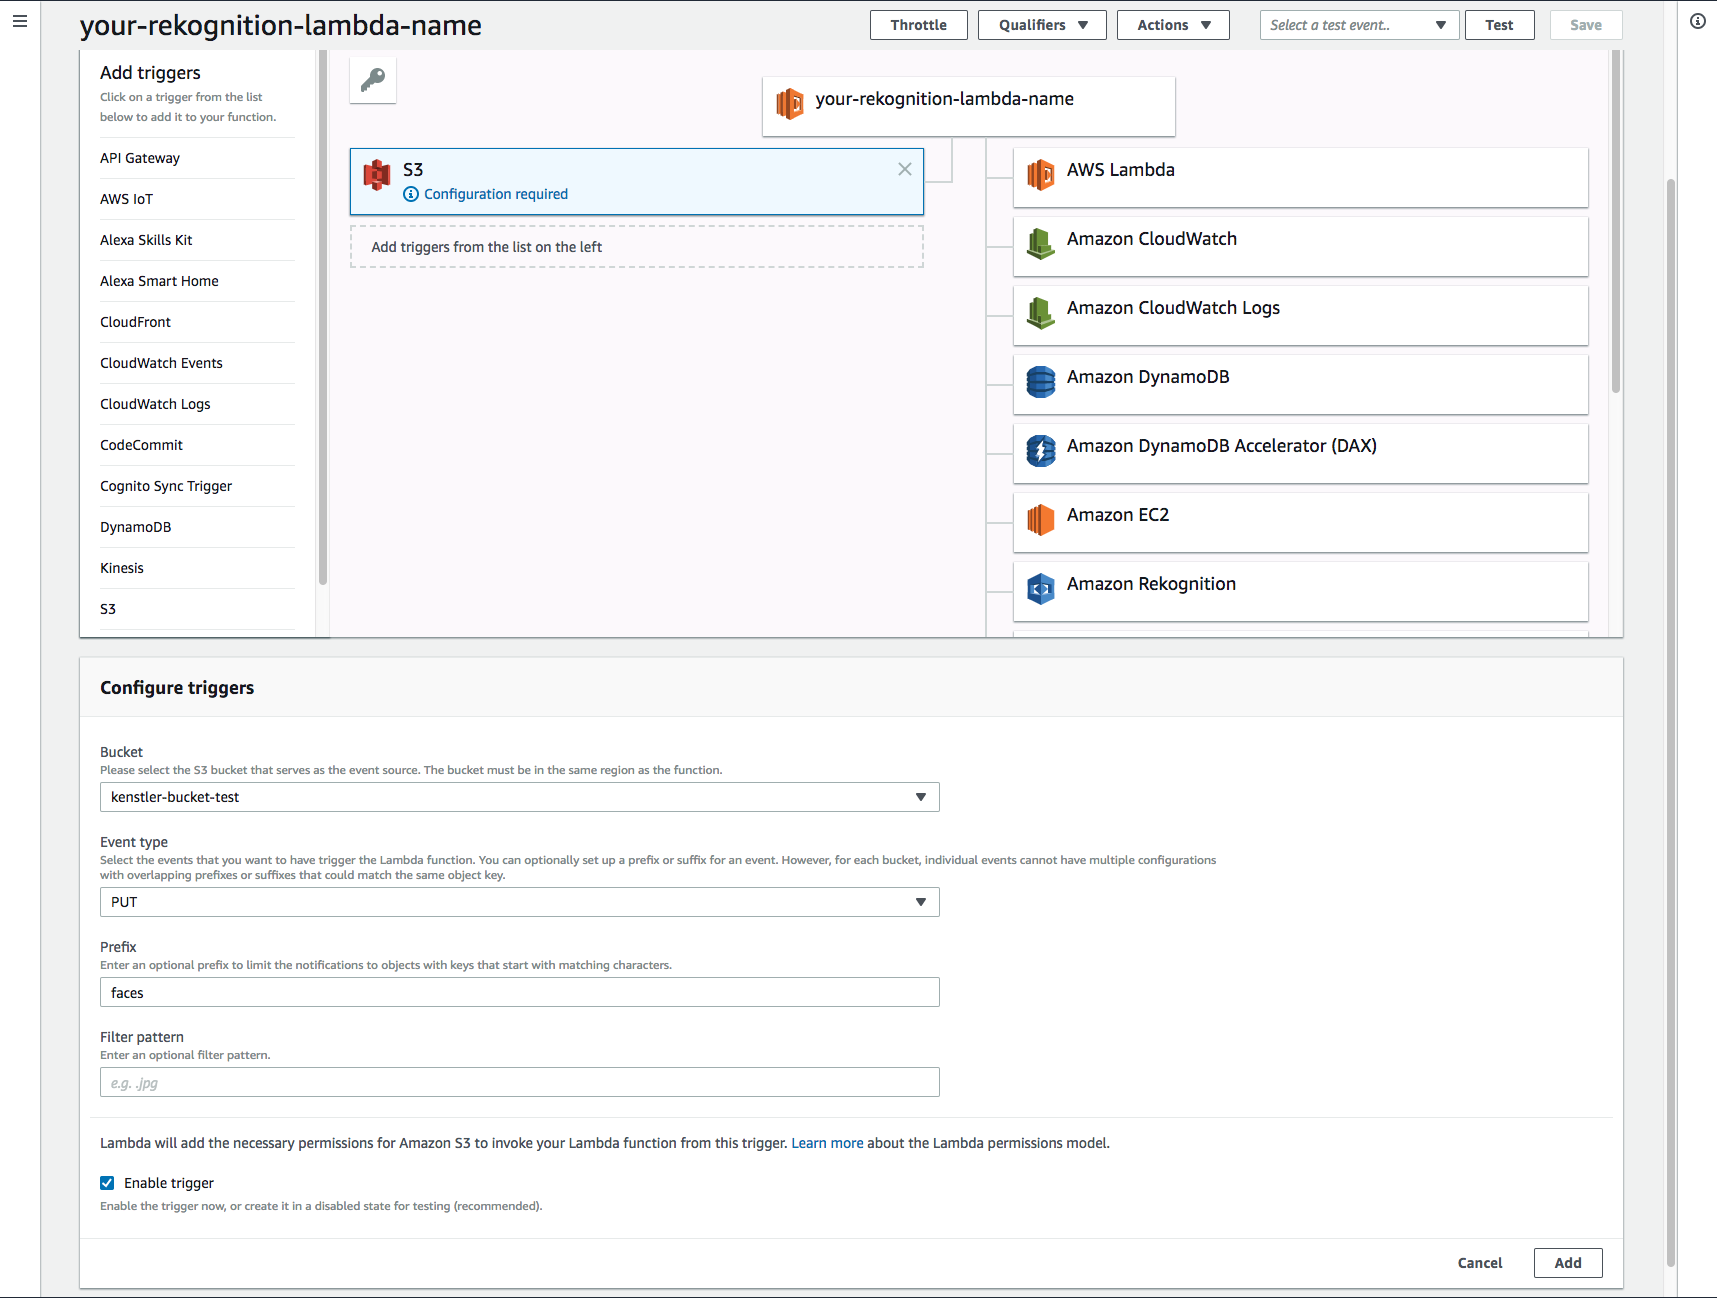 your-rekognition-lambda-name
Throttle
Qualifiers
Actions
Select a test event..
Test
Save
Add triggers
Click on a trigger from the list
below to add it to your function.
API Gateway
AWS IoT
Alexa Skills Kit
Alexa Smart Home
CloudFront
CloudWatch Events
CloudWatch Logs
CodeCommit
Cognito Sync Trigger
DynamoDB
Kinesis
S3
your-rekognition-lambda-name
S3
Configuration required
Add triggers from the list on the left
AWS Lambda
Amazon CloudWatch
Amazon CloudWatch Logs
Amazon DynamoDB
Amazon DynamoDB Accelerator (DAX)
Amazon EC2
Amazon Rekognition
Configure triggers
Bucket
Please select the S3 bucket that serves as the event source. The bucket must be in the same region as the function.
kenstler-bucket-test
Event type
Select the events that you want to have trigger the Lambda function. You can optionally set up a prefix or suffix for an event. However, for each bucket, individual events cannot have multiple configurations
with overlapping prefixes or suffixes that could match the same object key.
PUT
Prefix
Enter an optional prefix to limit the notifications to objects with keys that start with matching characters.
faces
Filter pattern
Enter an optional filter pattern.
e.g. .jpg
Lambda will add the necessary permissions for Amazon S3 to invoke your Lambda function from this trigger. Learn more about the Lambda permissions model.
Enable trigger
Enable the trigger now, or create it in a disabled state for testing (recommended).
Cancel
Add